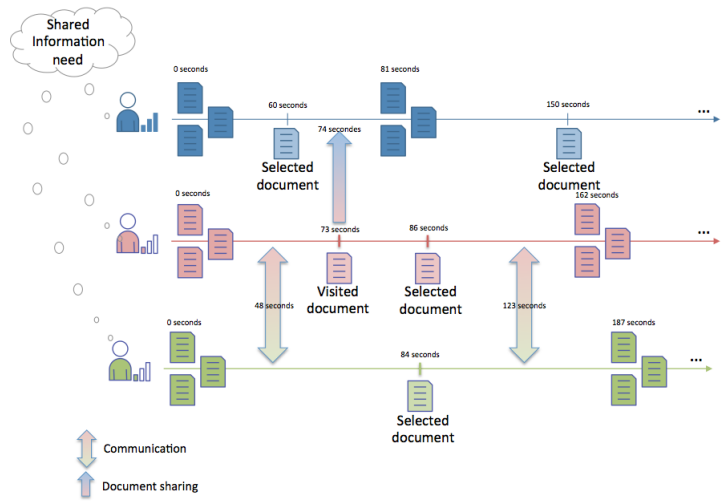 Shared
Information
need
0 seconds
60 seconds
81 seconds
150 seconds
...
74 secondes
Selected
document
Selected
document
0 seconds
73 seconds
86 seconds
162 seconds
...
Visited
document
Selected
document
48 seconds
123 seconds
0 seconds
84 seconds
187 seconds
...
Selected
document
Communication
Document sharing